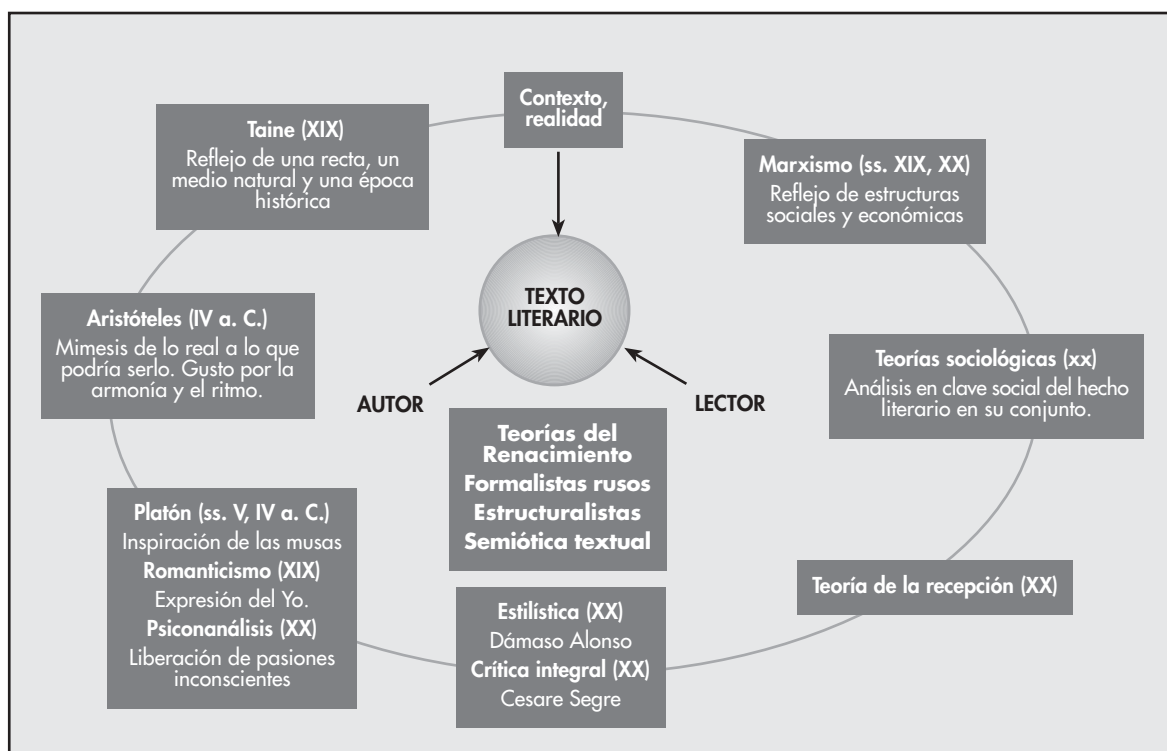 Contexto,
realidad
Taine (XIX)
Reflejo de una recta, un
medio natural y una época
histórica
Marxismo (ss. XIX, XX)
Reflejo de estructuras
sociales y económicas
TEXTO
LITERARIO
Aristóteles (IV a. C.)
Mimesis de lo real a lo que
podría serlo. Gusto por la
armonía y el ritmo.
Teorías sociológicas (xx)
Análisis en clave social del hecho
literario en su conjunto.
AUTOR
LECTOR
Teorías del
Renacimiento
Formalistas rusos
Estructuralistas
Semiótica textual
Platón (ss. V, IV a. C.)
Inspiración de las musas
Romanticismo (XIX)
Expresión del Yo.
Psiconanálisis (XX)
Liberación de pasiones
inconscientes
Teoría de la recepción (XX)
Estilística (XX)
Dámaso Alonso
Crítica integral (XX)
Cesare Segre